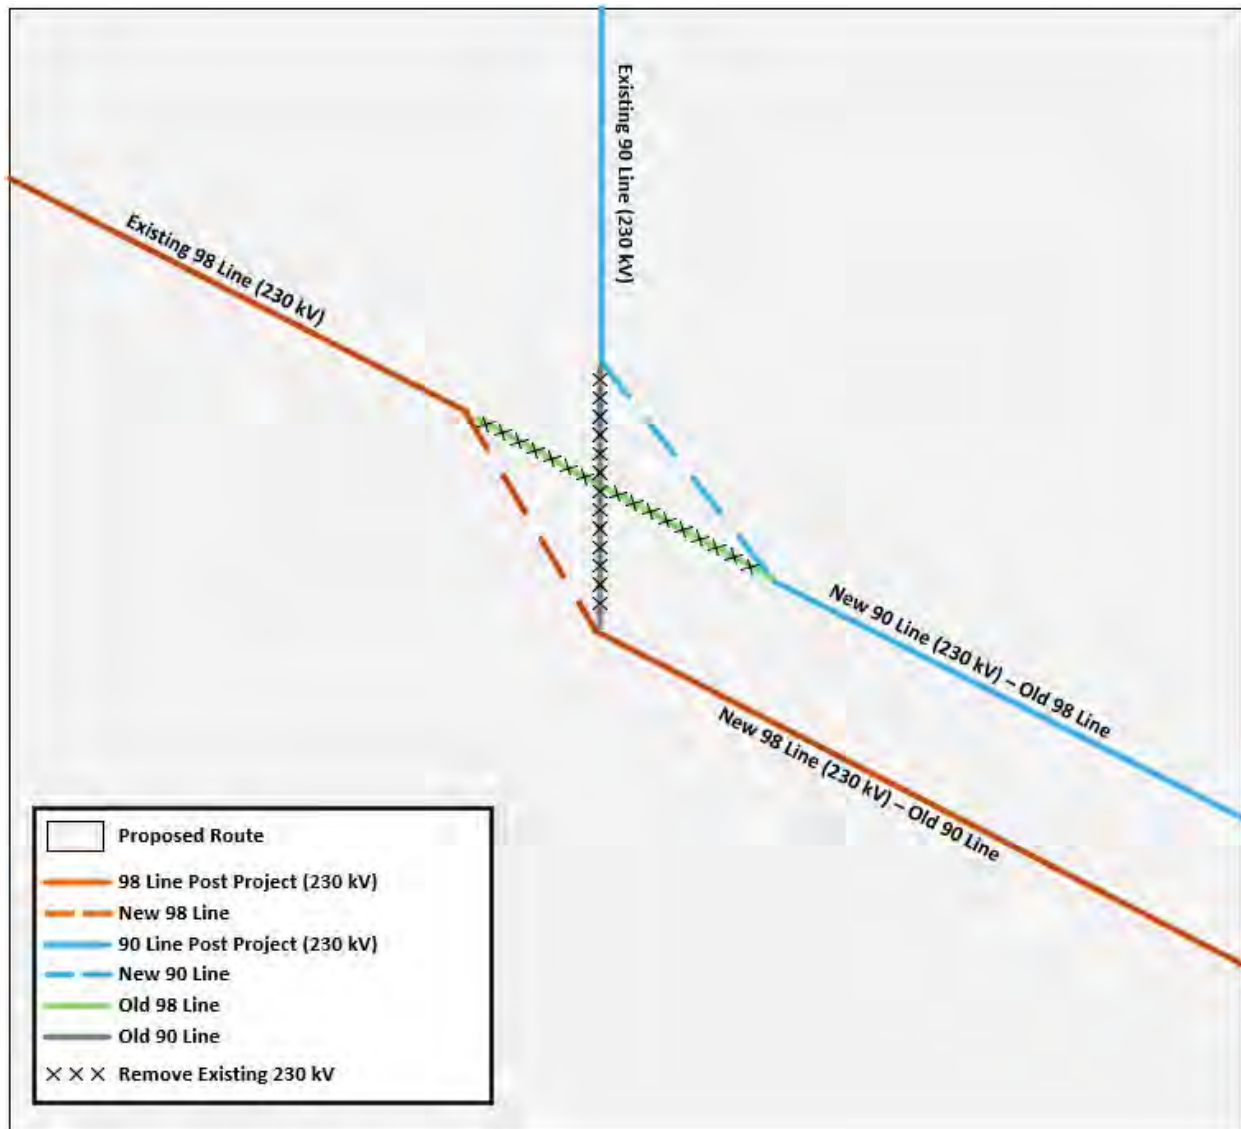 Existing 90 Line (230 kV)
Existing 98 Line (230 kV)
New 90 Line (230 kV) – Old 98 Line
New 98 Line (230 kV) – Old 90 Line
Proposed Route
98 Line Post Project (230 kV)
New 98 Line
90 Line Post Project (230 kV)
New 90 Line
Old 98 Line
Old 90 Line
Remove Existing 230 kV